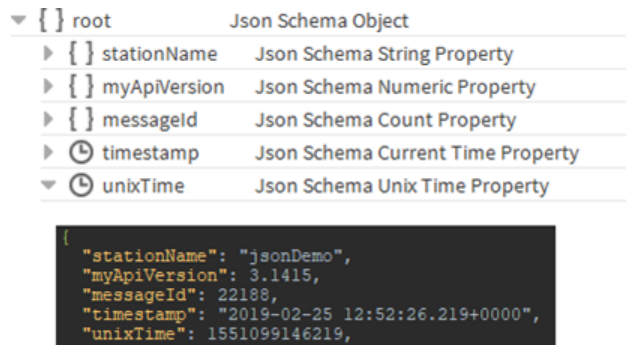 { } root Json Schema Object
{ } stationName Json Schema String Property
{ } myApiVersion Json Schema Numeric Property
{ } messageId Json Schema Count Property
timestamp Json Schema Current Time Property
unixTime Json Schema Unix Time Property
{
"stationName": "jsonDemo",
"myApiVersion": 3.1415,
"messageId": 22188,
"timestamp": "2019-02-25 12:52:26.219+0000",
"unixTime": 1551099146219,